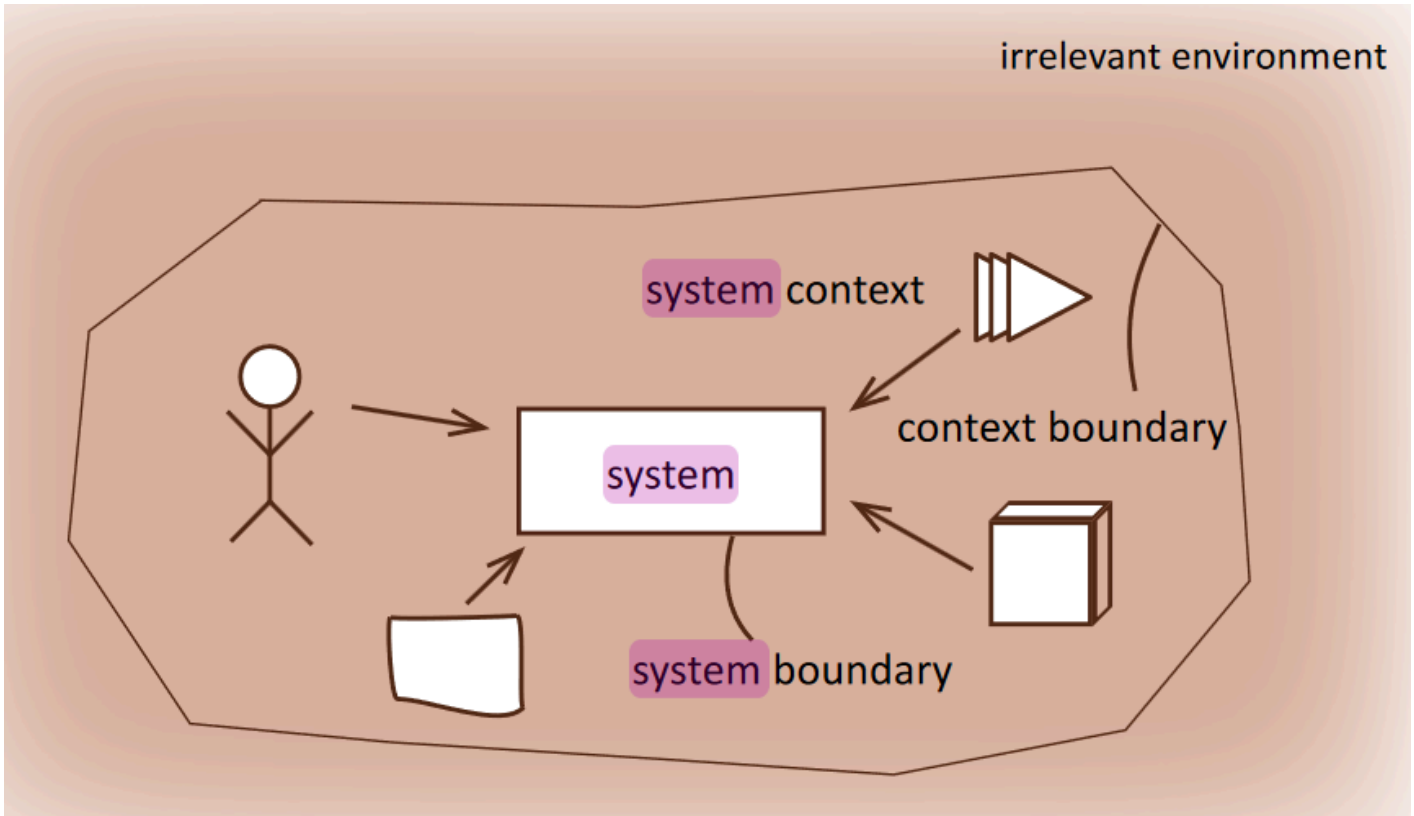 irrelevant environment
system context
context boundary
system
system boundary